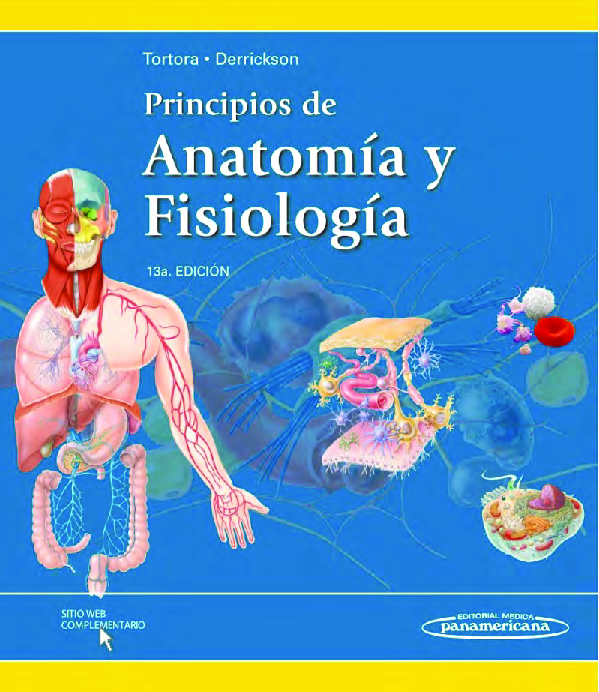 Tortora • Derrickson
Principios de
Anatomía y
Fisiología
13a. EDICIÓN
SITIO WEB
COMPLEMENTARIO
EDITORIAL MEDICA
panamericana